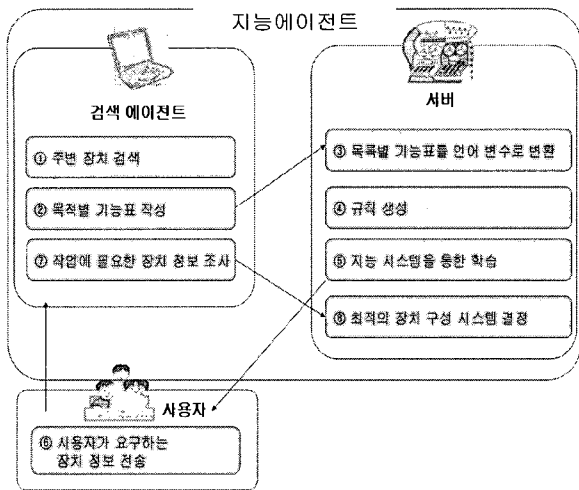 지능에이전트
검색 에이전트
① 주변 장치 검색
② 목적별 기능표 작성
⑦ 작업에 필요한 장치 정보 조사
서버
③ 목록별 기능표를 언어 변수로 변환
④ 규칙 생성
⑤ 지능 시스템을 통한 학습
⑧ 최적의 장치 구성 시스템 결정
사용자
⑥ 사용자가 요구하는
장치 정보 전송